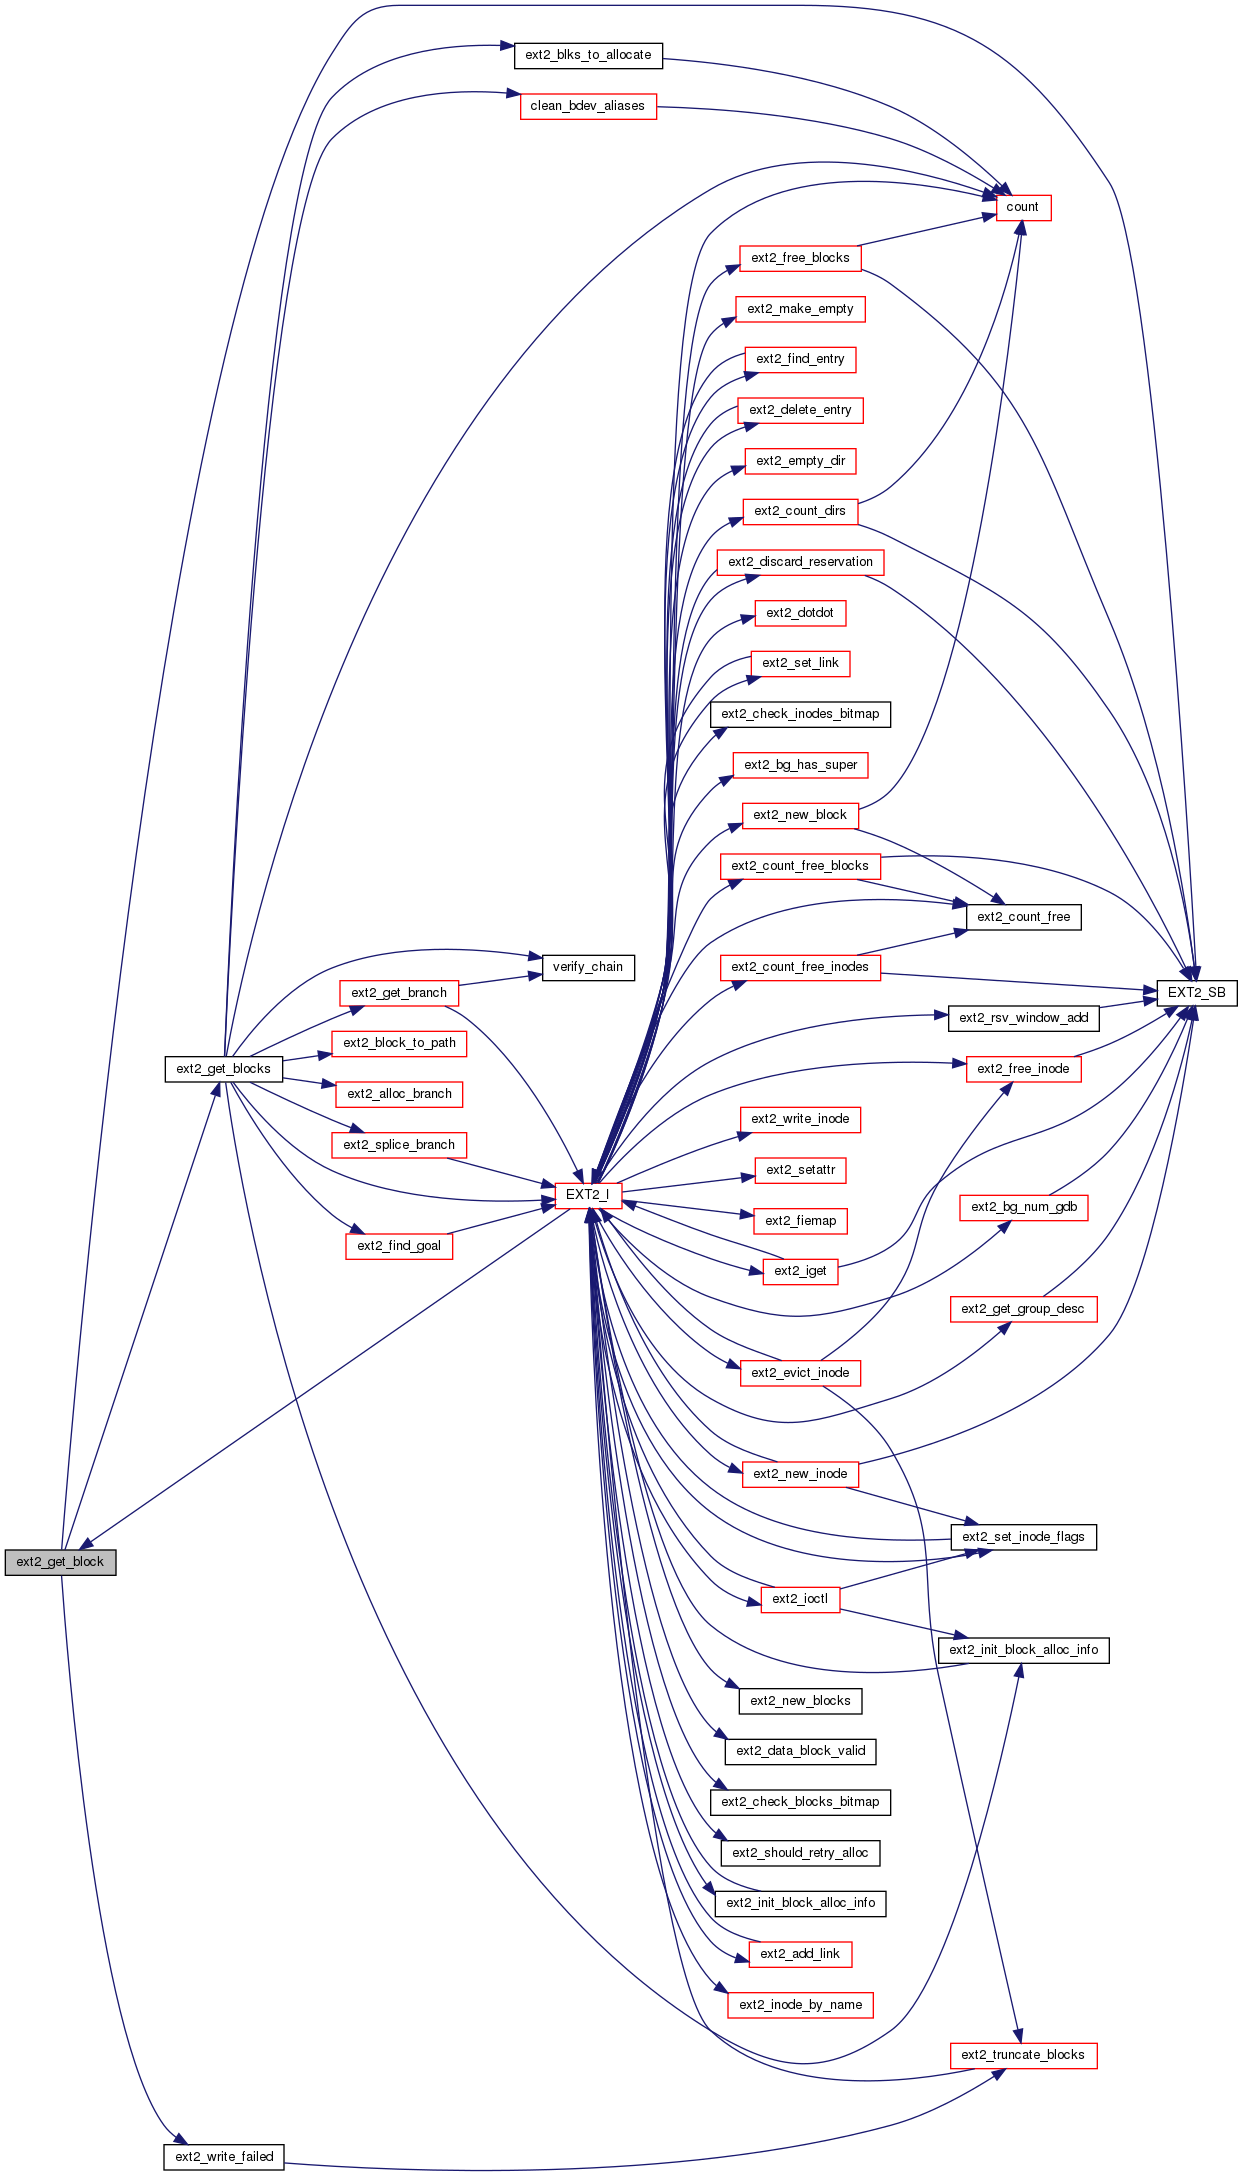 ext2_blks_to_allocate
clean_bdev_aliases
count
ext2_free_blocks
ext2_make_empty
ext2_find_entry
ext2_delete_entry
ext2_empty_dir
ext2_count_dirs
ext2_discard_reservation
ext2_dotdot
ext2_set_link
ext2_check_inodes_bitmap
ext2_bg_has_super
ext2_new_block
ext2_count_free_blocks
ext2_count_free
verify_chain
ext2_count_free_inodes
ext2_get_branch
EXT2_SB
ext2_rsv_window_add
ext2_block_to_path
ext2_get_blocks
ext2_free_inode
ext2_alloc_branch
ext2_write_inode
ext2_splice_branch
ext2_setattr
EXT2_I
ext2_bg_num_gdb
ext2_fiemap
ext2_find_goal
ext2_iget
ext2_get_group_desc
ext2_evict_inode
ext2_new_inode
ext2_set_inode_flags
ext2_get_block
ext2_ioctl
ext2_init_block_alloc_info
ext2_new_blocks
ext2_data_block_valid
ext2_check_blocks_bitmap
ext2_should_retry_alloc
ext2_init_block_alloc_info
ext2_add_link
ext2_inode_by_name
ext2_truncate_blocks
ext2_write_failed